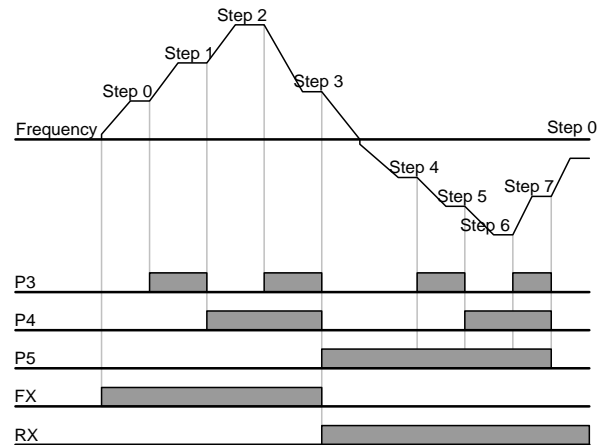 Step 2
Step 1
Step 3
Step 0
Frequency
Step 0
Step 4
Step 7
Step 5
Step 6
P3
P4
P5
FX
RX